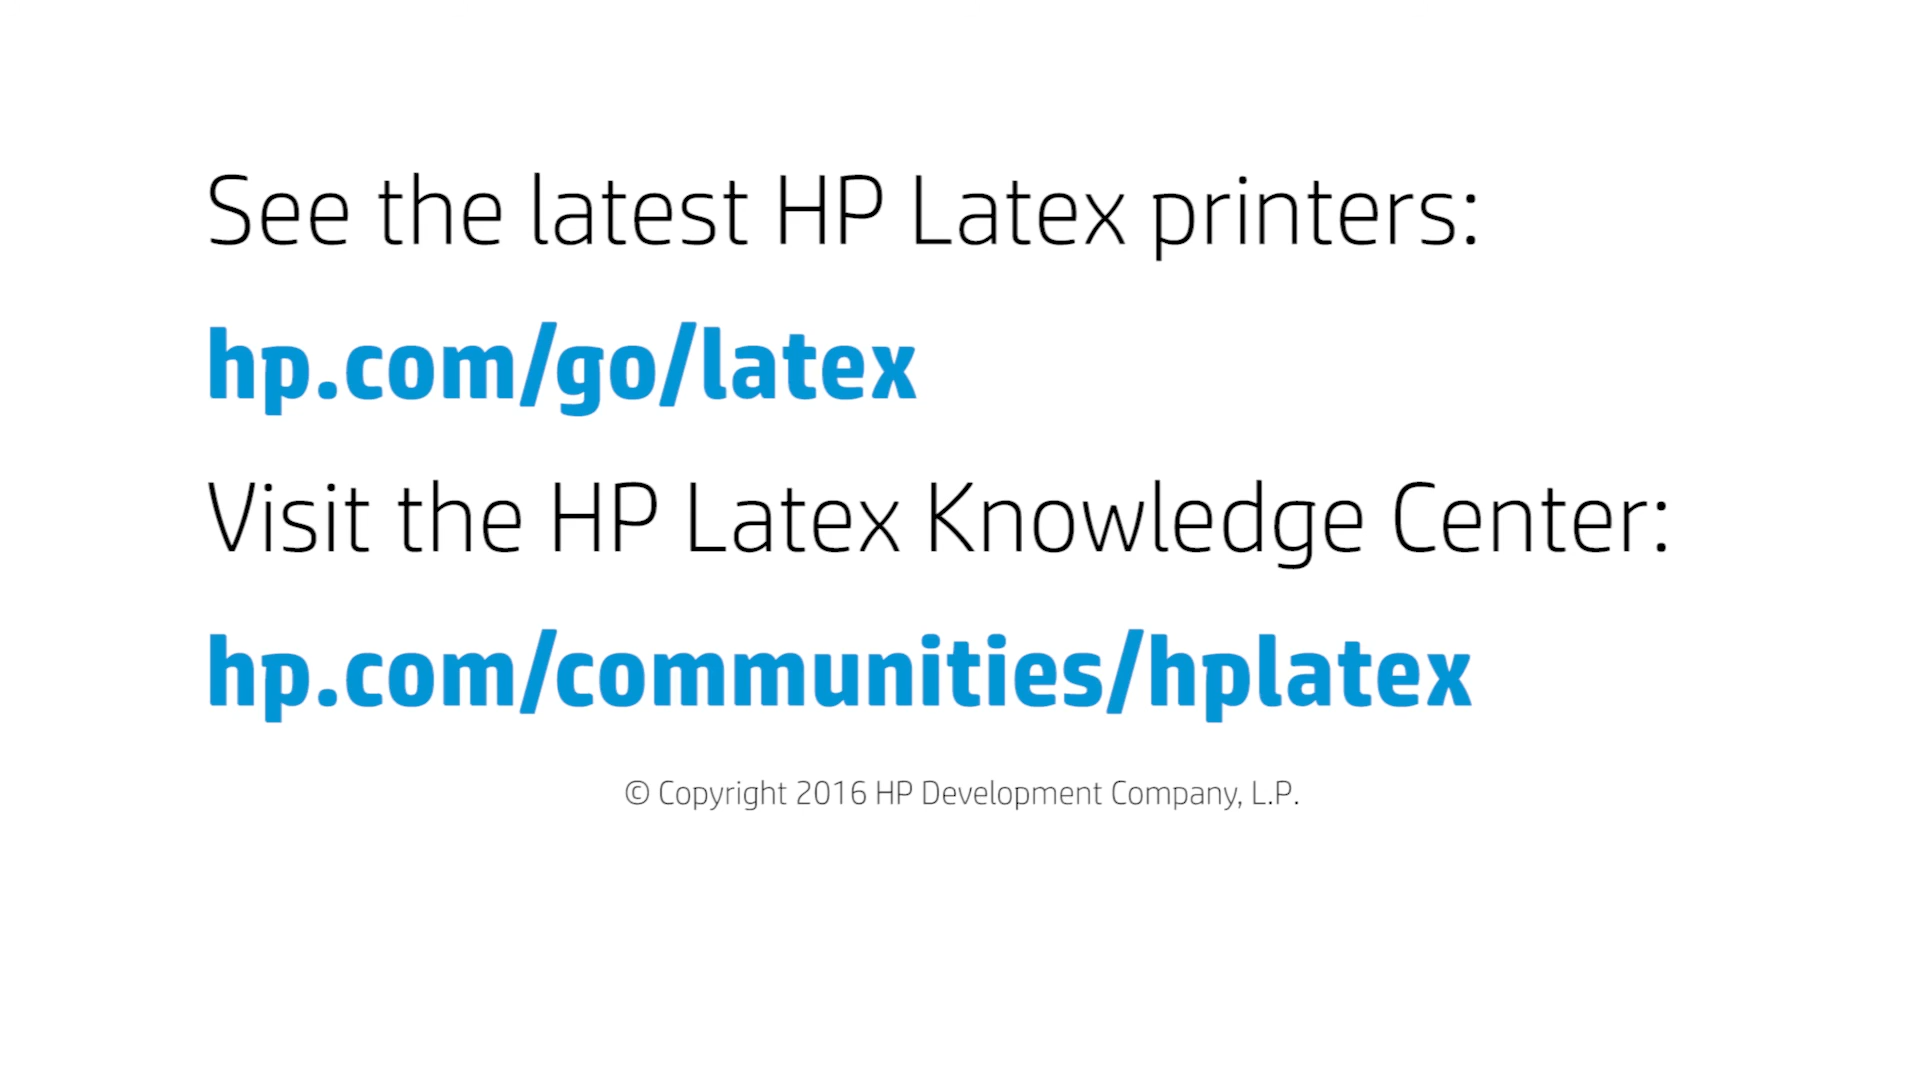 See the latest HP Latex printers:
hp.com/go/latex
Visit the HP Latex Knowledge Center:
hp.com/communities/hplatex
© Copyright 2016 HP Development Company, L.P.